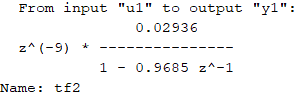 From input "u1" to output "y1":
0.02936
z^(-9) * ---------------
1 - 0.9685 z^-1
Name: tf2